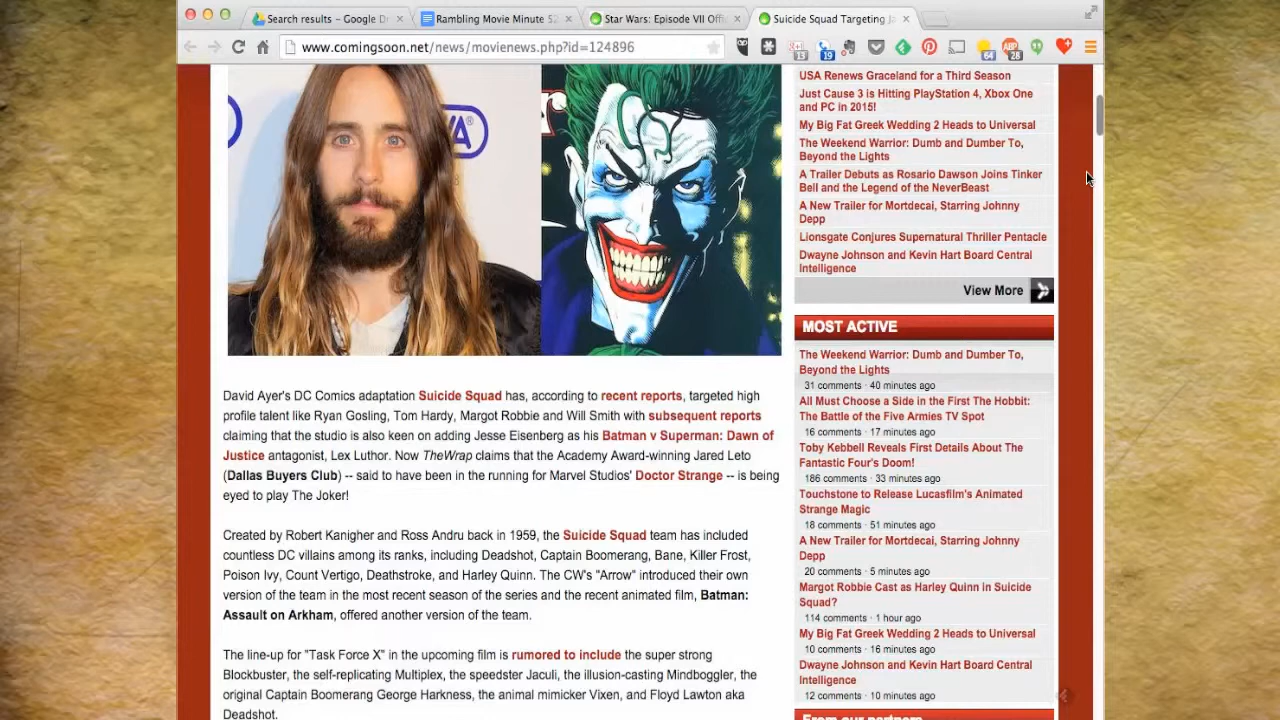 Search results – Google Dr
Rambling Movie Minute S2
Star Wars: Episode VII Offi
Suicide Squad Targeting Ja
www.comingsoon.net/news/movienews.php?id=124896
13
19
64
ABP
28
USA Renews Graceland for a Third Season
Just Cause 3 is Hitting PlayStation 4, Xbox One
and PC in 2015!
My Big Fat Greek Wedding 2 Heads to Universal
The Weekend Warrior: Dumb and Dumber To,
Beyond the Lights
A Trailer Debuts as Rosario Dawson Joins Tinker
Bell and the Legend of the NeverBeast
A New Trailer for Mortdecai, Starring Johnny
Depp
Lionsgate Conjures Supernatural Thriller Pentacle
Dwayne Johnson and Kevin Hart Board Central
Intelligence
View More
David Ayer's DC Comics adaptation Suicide Squad has, according to recent reports, targeted high
profile talent like Ryan Gosling, Tom Hardy, Margot Robbie and Will Smith with subsequent reports
claiming that the studio is also keen on adding Jesse Eisenberg as his Batman v Superman: Dawn of
Justice antagonist, Lex Luthor. Now TheWrap claims that the Academy Award-winning Jared Leto
(Dallas Buyers Club) -- said to have been in the running for Marvel Studios' Doctor Strange -- is being
eyed to play The Joker!
Created by Robert Kanigher and Ross Andru back in 1959, the Suicide Squad team has included
countless DC villains among its ranks, including Deadshot, Captain Boomerang, Bane, Killer Frost,
Poison Ivy, Count Vertigo, Deathstroke, and Harley Quinn. The CW's "Arrow" introduced their own
version of the team in the most recent season of the series and the recent animated film, Batman:
Assault on Arkham, offered another version of the team.
The line-up for "Task Force X" in the upcoming film is rumored to include the super strong
Blockbuster, the self-replicating Multiplex, the speedster Jaculi, the illusion-casting Mindboggler, the
original Captain Boomerang George Harkness, the animal mimicker Vixen, and Floyd Lawton aka
Deadshot.
MOST ACTIVE
The Weekend Warrior: Dumb and Dumber To,
Beyond the Lights
31 comments · 40 minutes ago
All Must Choose a Side in the First The Hobbit:
The Battle of the Five Armies TV Spot
16 comments · 17 minutes ago
Toby Kebbell Reveals First Details About The
Fantastic Four's Doom!
186 comments · 33 minutes ago
Touchstone to Release Lucasfilm's Animated
Strange Magic
18 comments · 51 minutes ago
A New Trailer for Mortdecai, Starring Johnny
Depp
20 comments · 5 minutes ago
Margot Robbie Cast as Harley Quinn in Suicide
Squad?
114 comments · 1 hour ago
My Big Fat Greek Wedding 2 Heads to Universal
10 comments · 16 minutes ago
Dwayne Johnson and Kevin Hart Board Central
Intelligence
12 comments · 10 minutes ago
From our partners